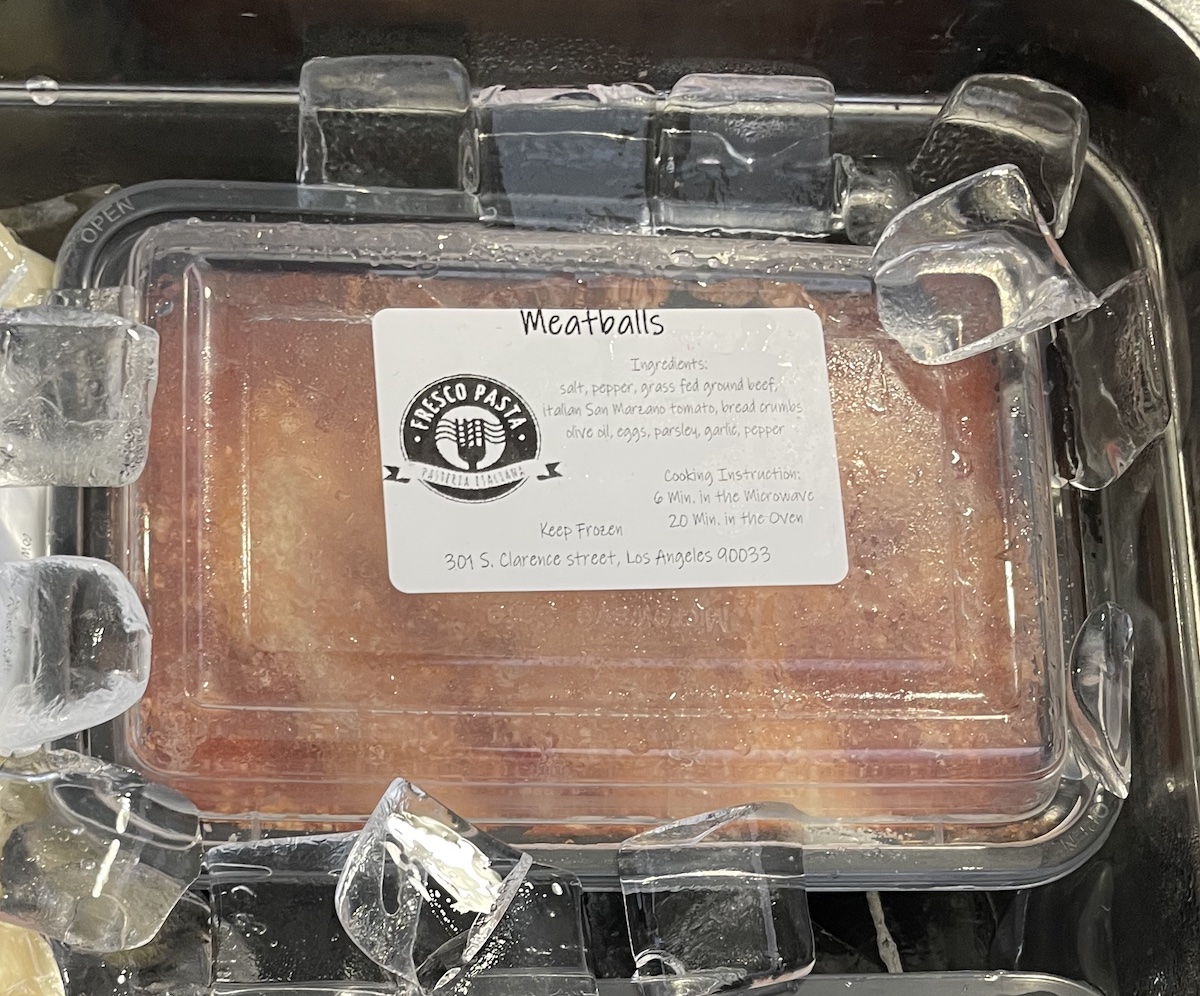 OPEN
Meatballs
Ingredients:
salt, pepper, grass fed ground beef,
italian San Marzano tomato, bread crumbs
olive oil, eggs, parsley, garlic, pepper
FRESCO PASTA
PASTERIA ITALIANA
Cooking Instruction:
6 Min. in the Microwave
20 Min. in the Oven
Keep Frozen
301 S. Clarence street, Los Angeles 90033